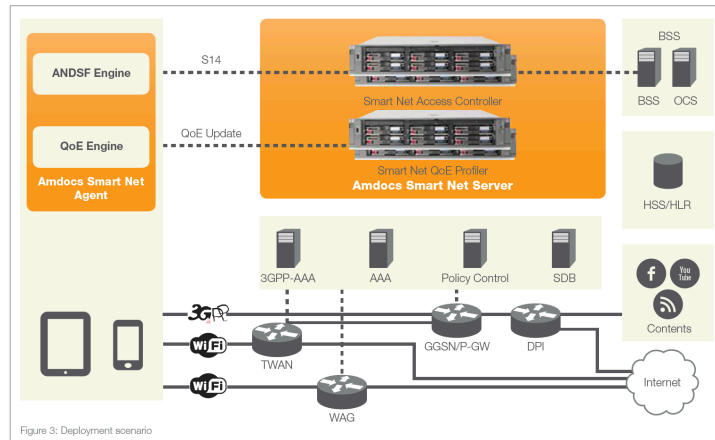 ANDSF Engine
QoE Engine
Amdocs Smart Net
Agent
S14
QoE Update
Smart Net Access Controller
Smart Net QoE Profiler
Amdocs Smart Net Server
BSS
BSS
OCS
HSS/HLR
3GPP-AAA
AAA
Policy Control
SDB
f
You
Tube
Contents
3G
WiFi
TWAN
GGSN/P-GW
DPI
WiFi
WAG
Internet
Figure 3: Deployment scenario